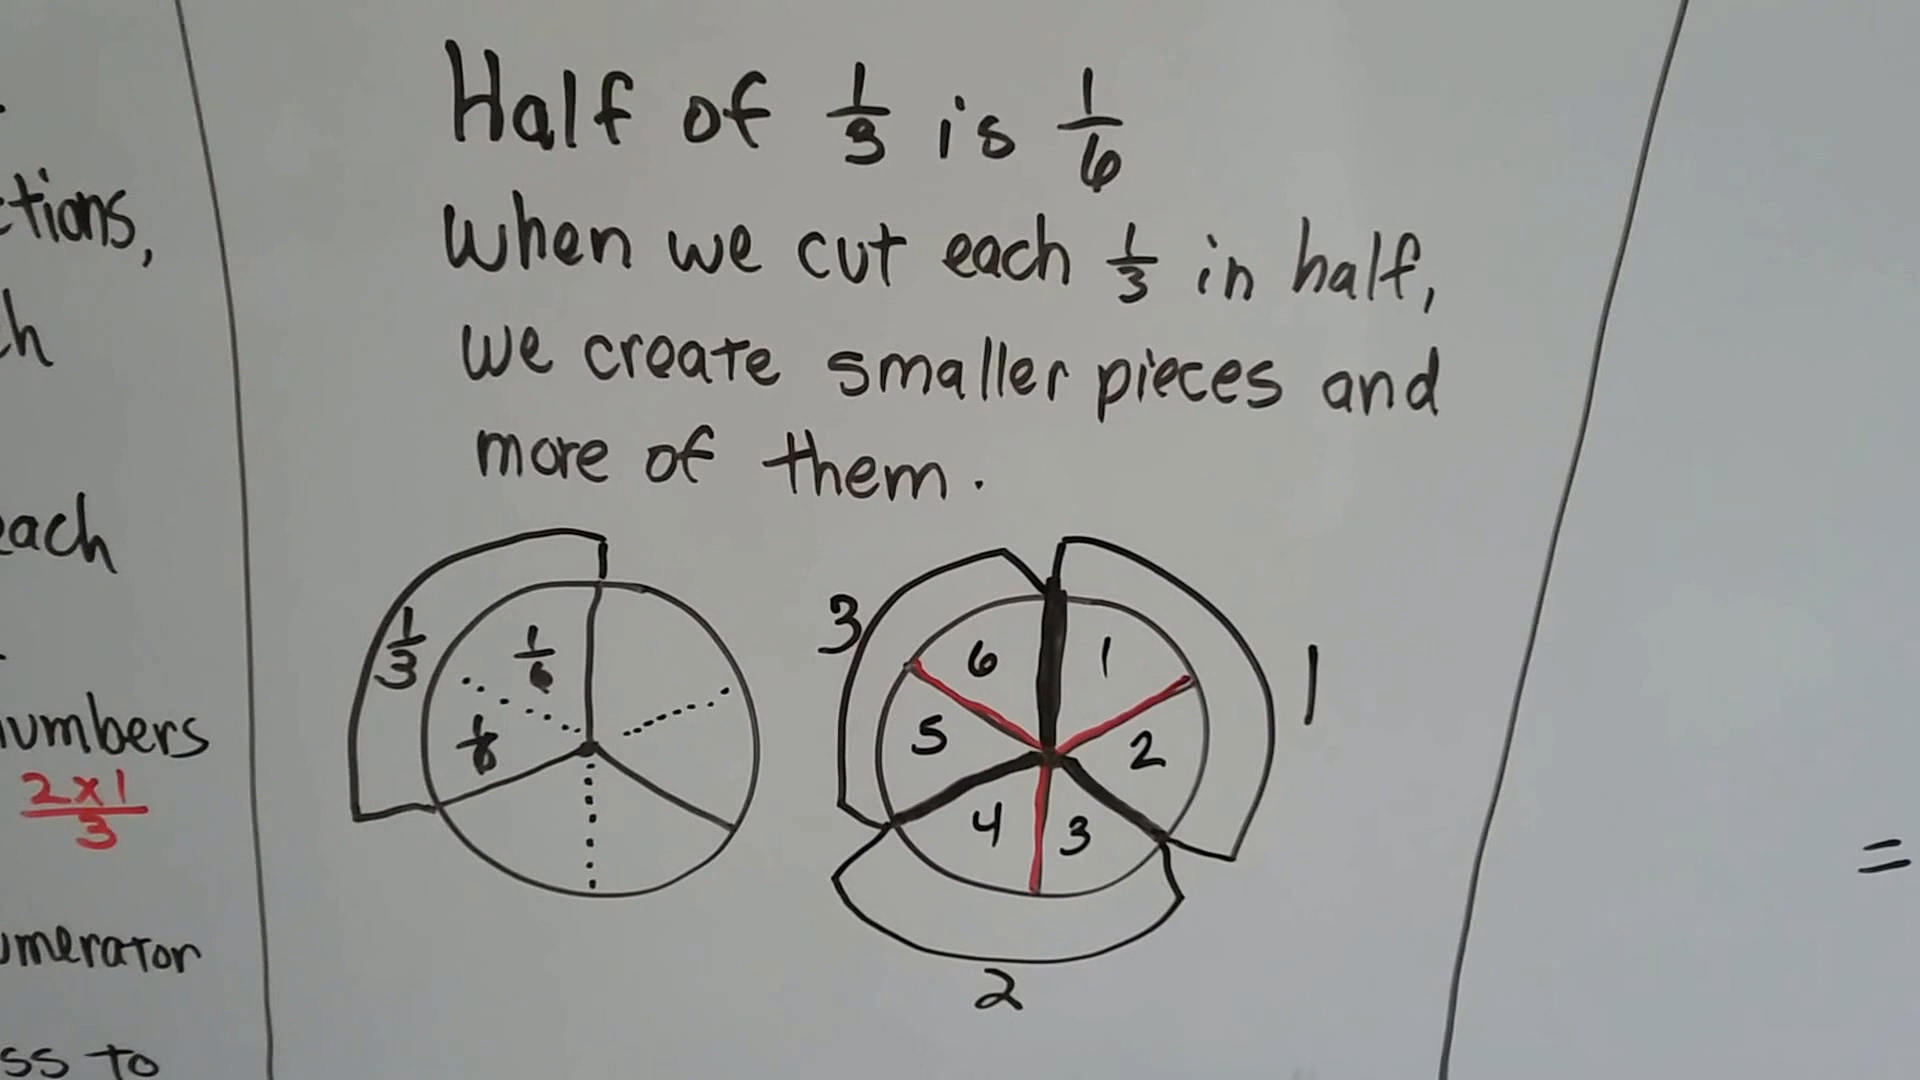 tions,
h
each
numbers
2x1
3
umerator
ss to
Half of 1/3 is 1/6
when we cut each 1/3 in half,
we create smaller pieces and
more of them.
1/3
1/6
1/6
3
6
1
5
2
4
3
1
2
=